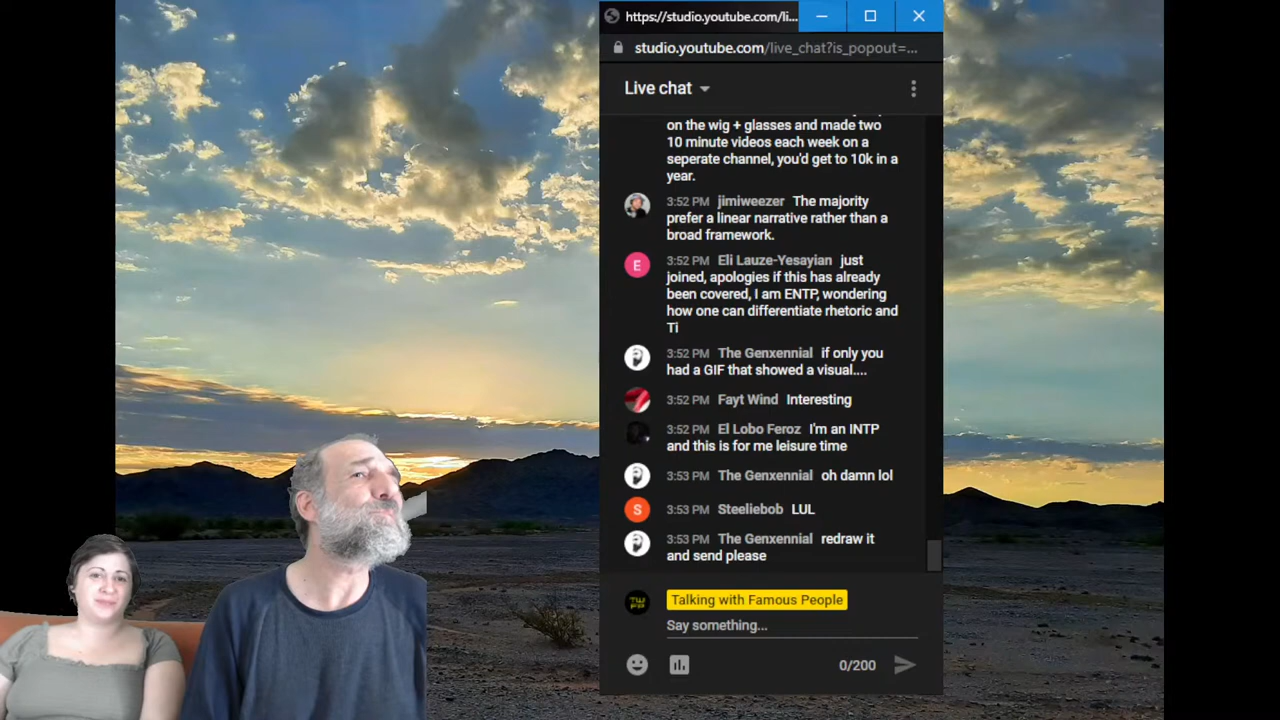 https://studio.youtube.com/li...
studio.youtube.com/live_chat?is_popout=...
Live chat
on the wig + glasses and made two
10 minute videos each week on a
seperate channel, you'd get to 10k in a
year.
3:52 PM jimiweezer The majority
prefer a linear narrative rather than a
broad framework.
E
3:52 PM Eli Lauze-Yesayian just
joined, apologies if this has already
been covered, I am ENTP, wondering
how one can differentiate rhetoric and
Ti
3:52 PM The Genxennial if only you
had a GIF that showed a visual....
3:52 PM Fayt Wind Interesting
3:52 PM El Lobo Feroz I'm an INTP
and this is for me leisure time
3:53 PM The Genxennial oh damn lol
S
3:53 PM Steeliebob LUL
3:53 PM The Genxennial redraw it
and send please
Talking with Famous People
Say something...
0/200